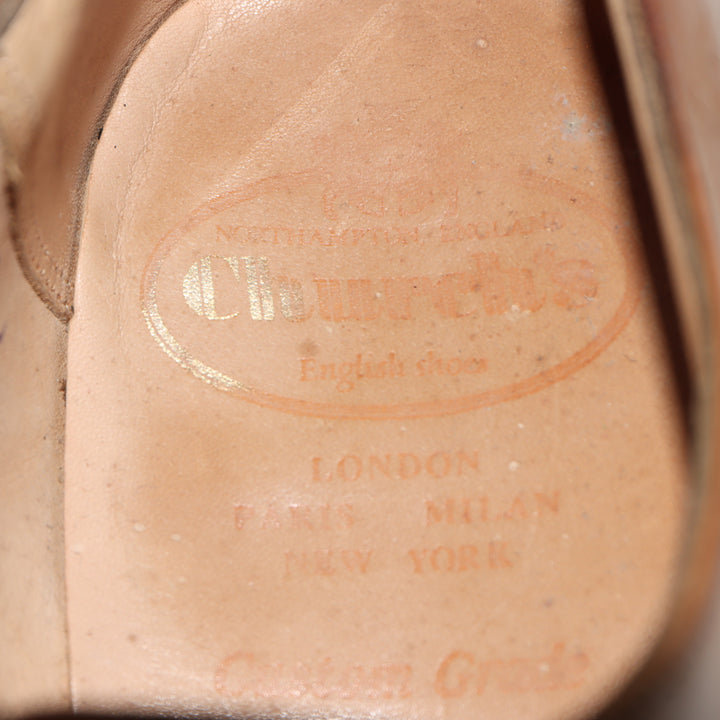 NORTHAMPTON·ENGLAND
Church's
English shoes
LONDON
PARIS MILAN
NEW YORK
Custom Grade